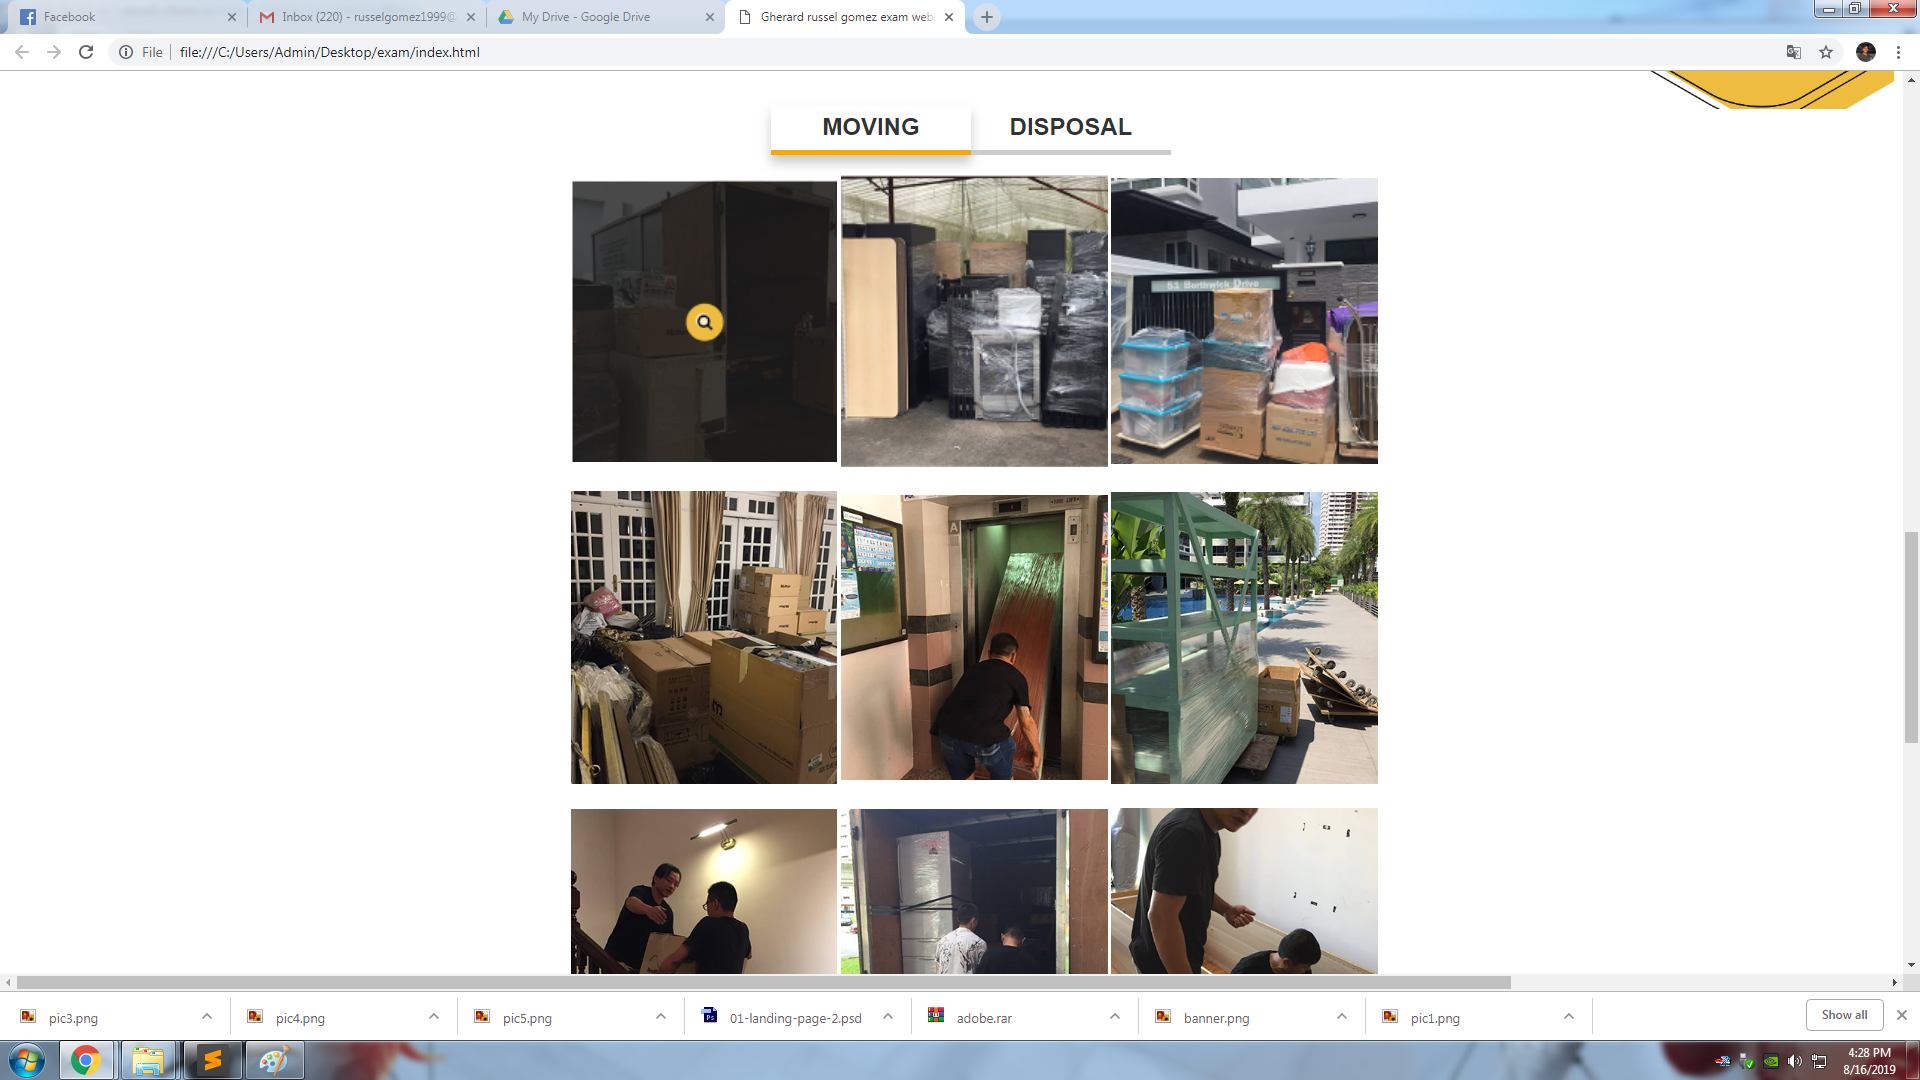 Facebook
Inbox (220) - russelgomez1999@
My Drive - Google Drive
Gherard russel gomez exam web
File
file:///C:/Users/Admin/Desktop/exam/index.html
MOVING
DISPOSAL
51 Borthwick Drive
A
pic3.png
pic4.png
pic5.png
Ps
01-landing-page-2.psd
adobe.rar
banner.png
pic1.png
Show all
4:28 PM
8/16/2019